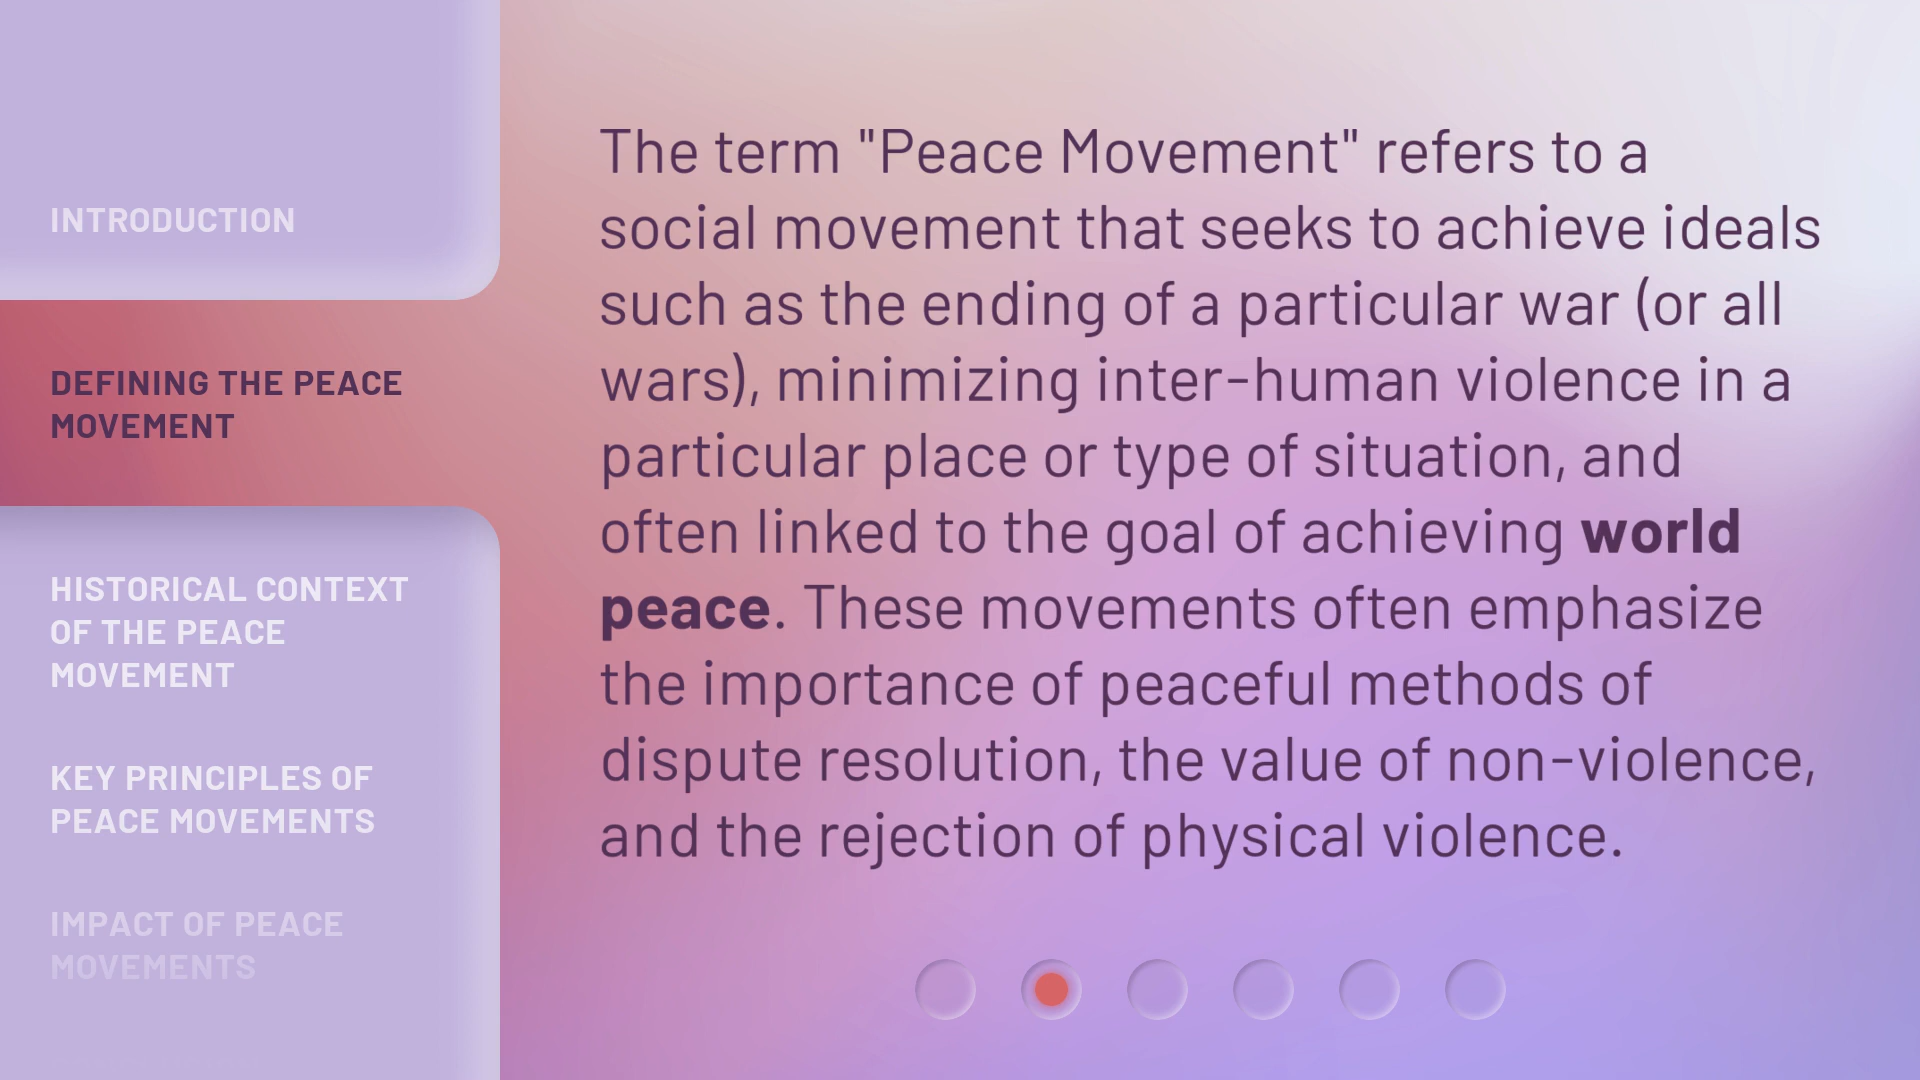 INTRODUCTION
DEFINING THE PEACE
MOVEMENT
HISTORICAL CONTEXT
OF THE PEACE
MOVEMENT
KEY PRINCIPLES OF
PEACE MOVEMENTS
IMPACT OF PEACE
MOVEMENTS
The term "Peace Movement" refers to a
social movement that seeks to achieve ideals
such as the ending of a particular war (or all
wars), minimizing inter-human violence in a
particular place or type of situation, and
often linked to the goal of achieving world
peace. These movements often emphasize
the importance of peaceful methods of
dispute resolution, the value of non-violence,
and the rejection of physical violence.